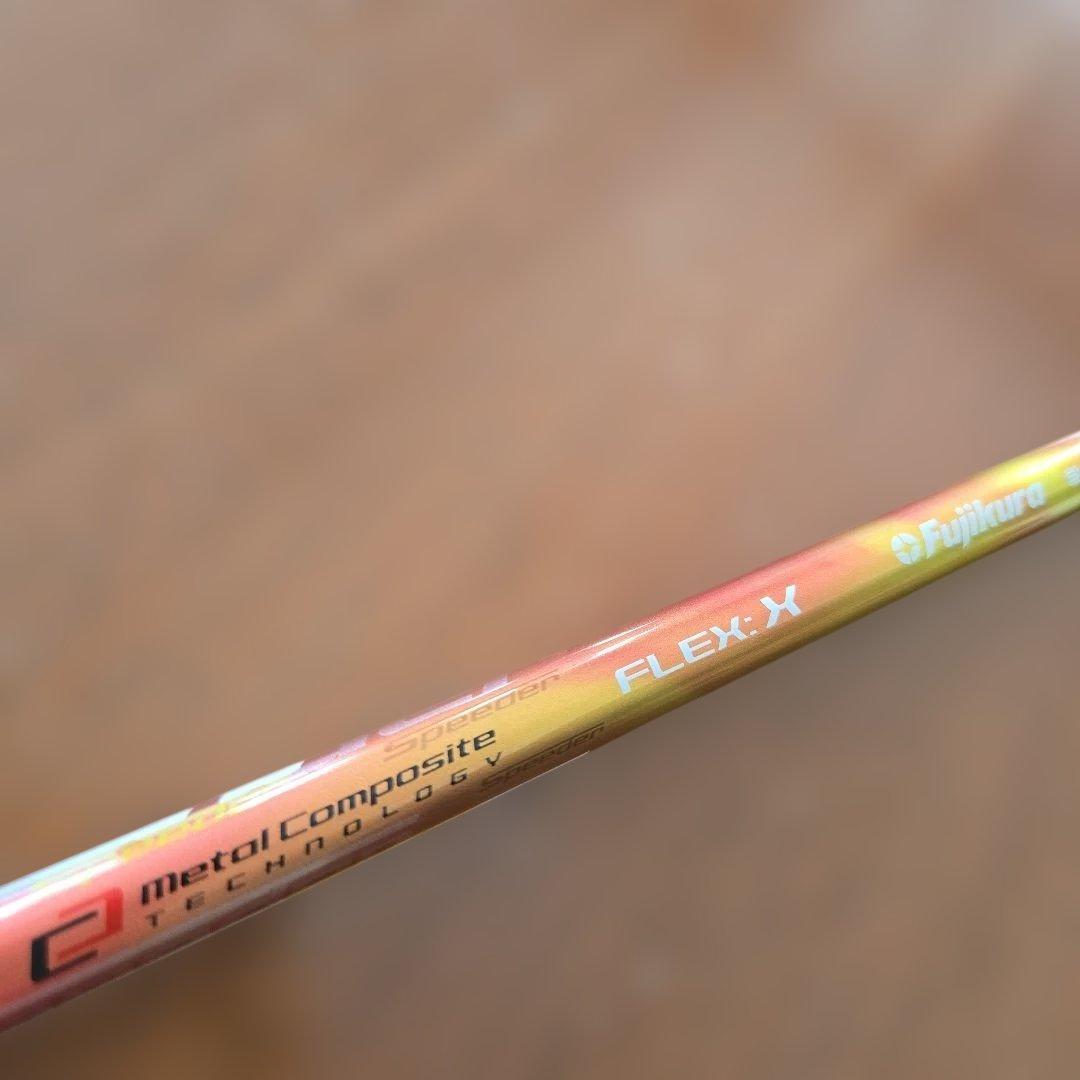 metal Composite
TECHNOLOGY
Speeder
Speeder
FLEX: X
Fujikura